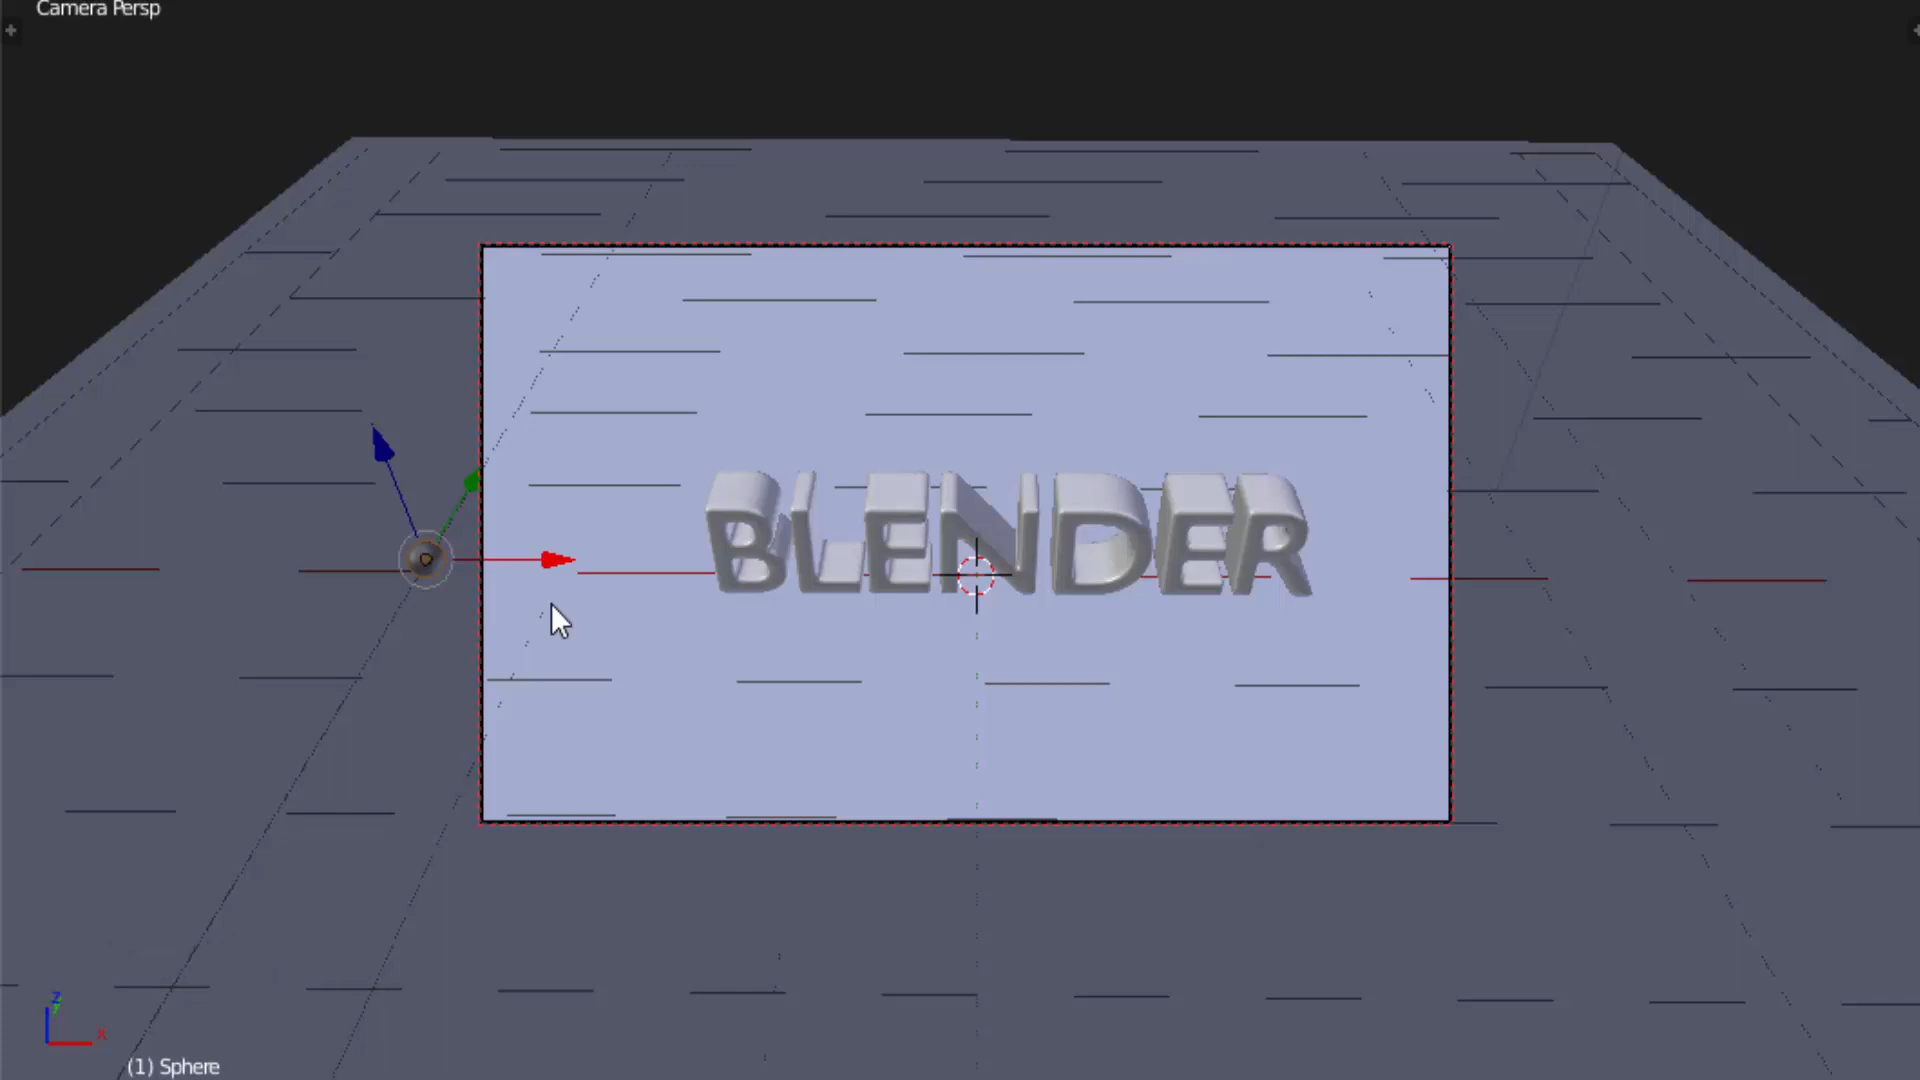 Camera Persp
BLENDER
z
y
x
(1) Sphere